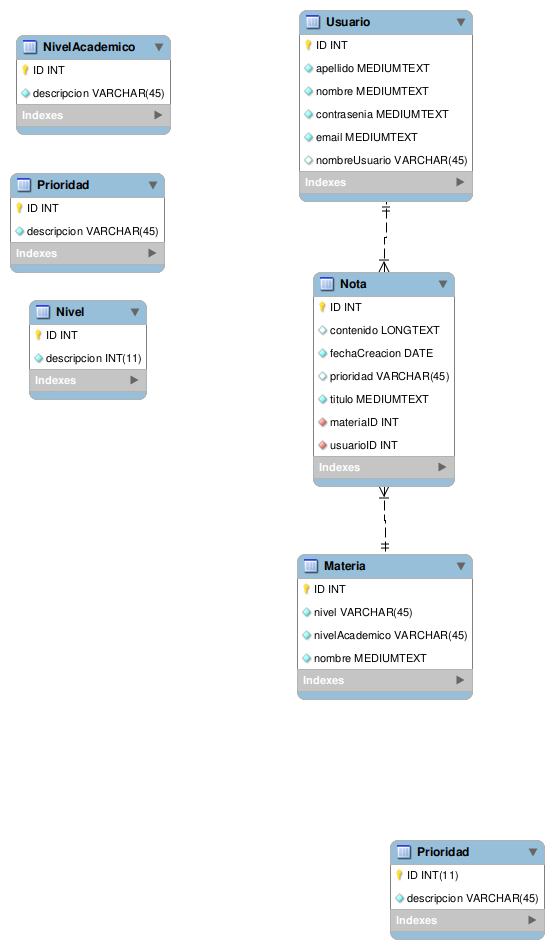 NivelAcademico
ID INT
descripcion VARCHAR(45)
Indexes
Prioridad
ID INT
descripcion VARCHAR(45)
Indexes
Nivel
ID INT
descripcion INT(11)
Indexes
Usuario
ID INT
apellido MEDIUMTEXT
nombre MEDIUMTEXT
contrasenia MEDIUMTEXT
email MEDIUMTEXT
nombreUsuario VARCHAR(45)
Indexes
Nota
ID INT
contenido LONGTEXT
fechaCreacion DATE
prioridad VARCHAR(45)
titulo MEDIUMTEXT
materiaID INT
usuarioID INT
Indexes
Materia
ID INT
nivel VARCHAR(45)
nivelAcademico VARCHAR(45)
nombre MEDIUMTEXT
Indexes
Prioridad
ID INT(11)
descripcion VARCHAR(45)
Indexes